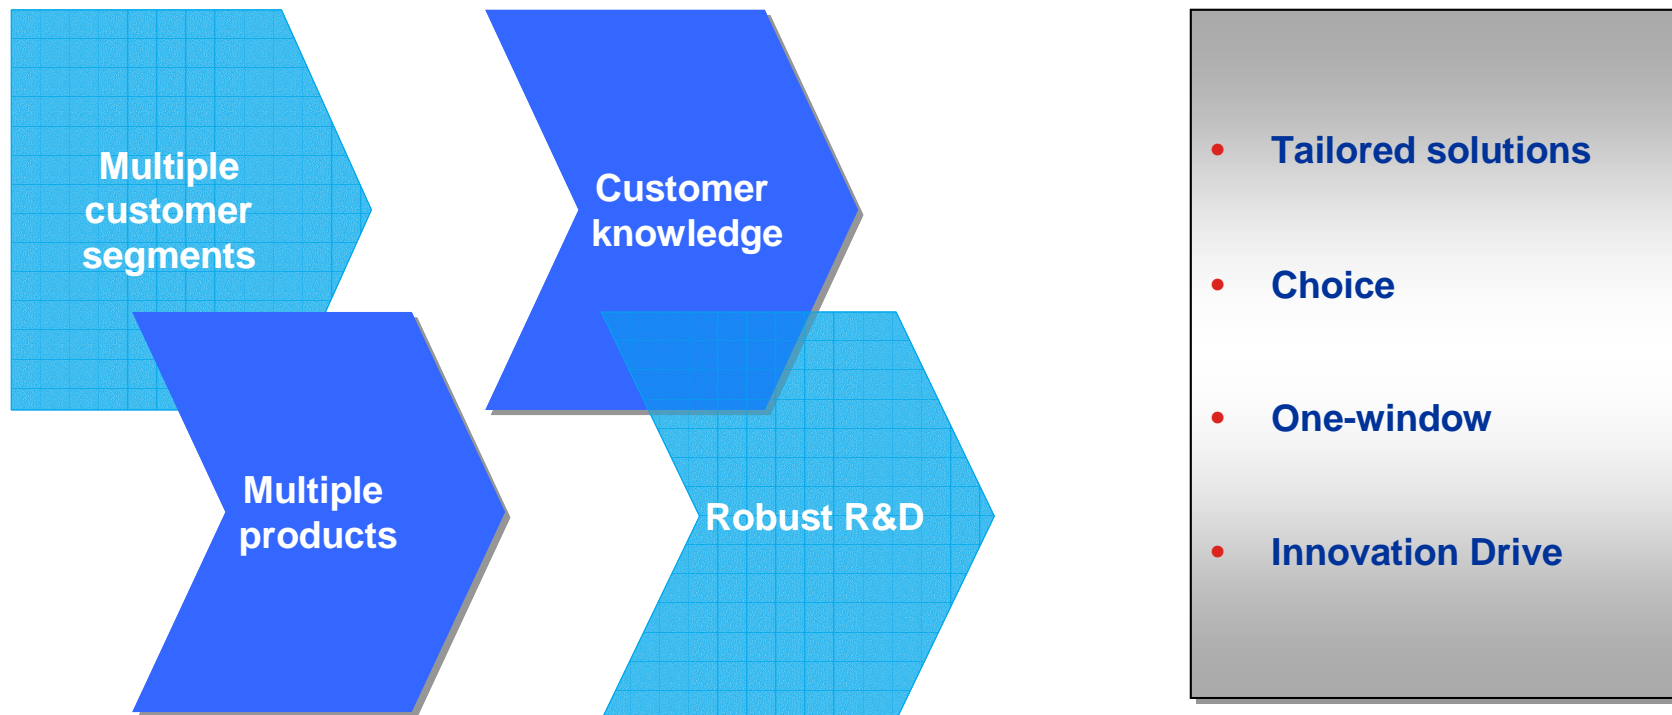 Multiple
customer
segments
Customer
knowledge
Multiple
products
Robust R&D
• Tailored solutions
• Choice
• One-window
• Innovation Drive